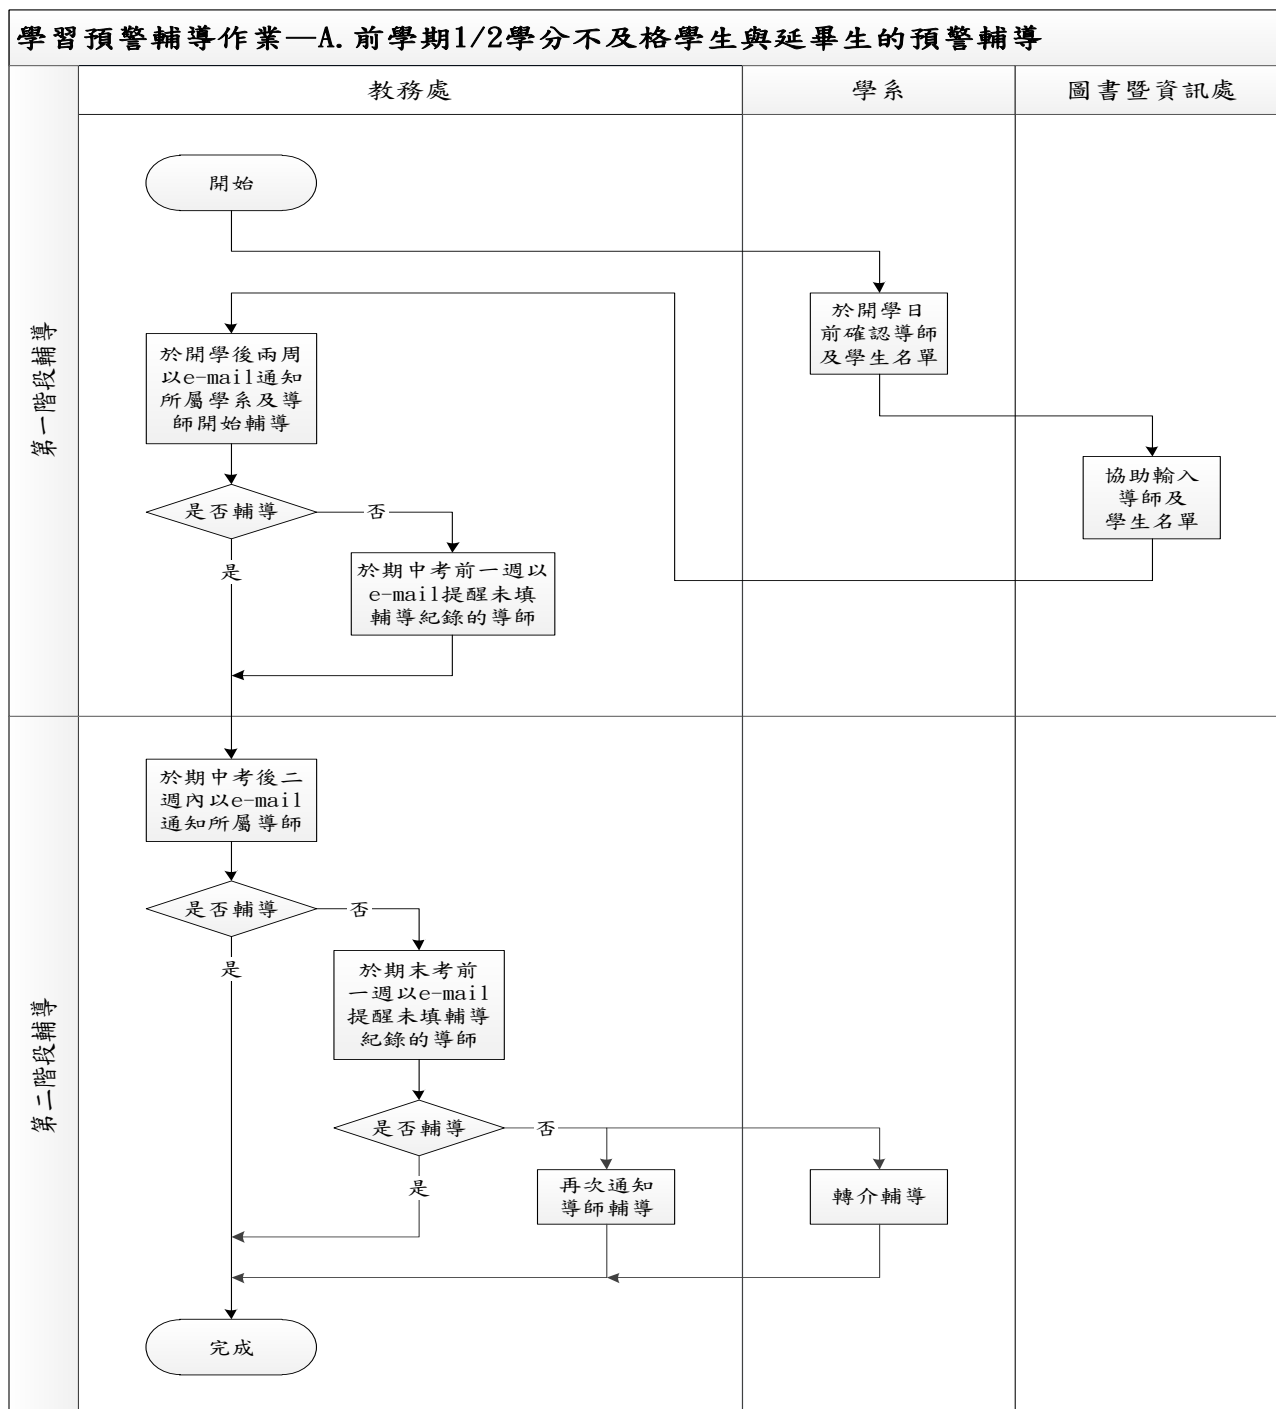 學習預警輔導作業—A.前學期1/2學分不及格學生與延畢生的預警輔導
教務處
學系
圖書暨資訊處
第一階段輔導
開始
於開學日
前確認導師
及學生名單
於開學後兩周
以e-mail通知
所屬學系及導
師開始輔導
協助輸入
導師及
學生名單
是否輔導
否
是
於期中考前一週以
e-mail提醒未填
輔導紀錄的導師
第二階段輔導
於期中考後二
週內以e-mail
通知所屬導師
是否輔導
否
是
於期末考前
一週以e-mail
提醒未填輔導
紀錄的導師
是否輔導
否
是
再次通知
導師輔導
轉介輔導
完成